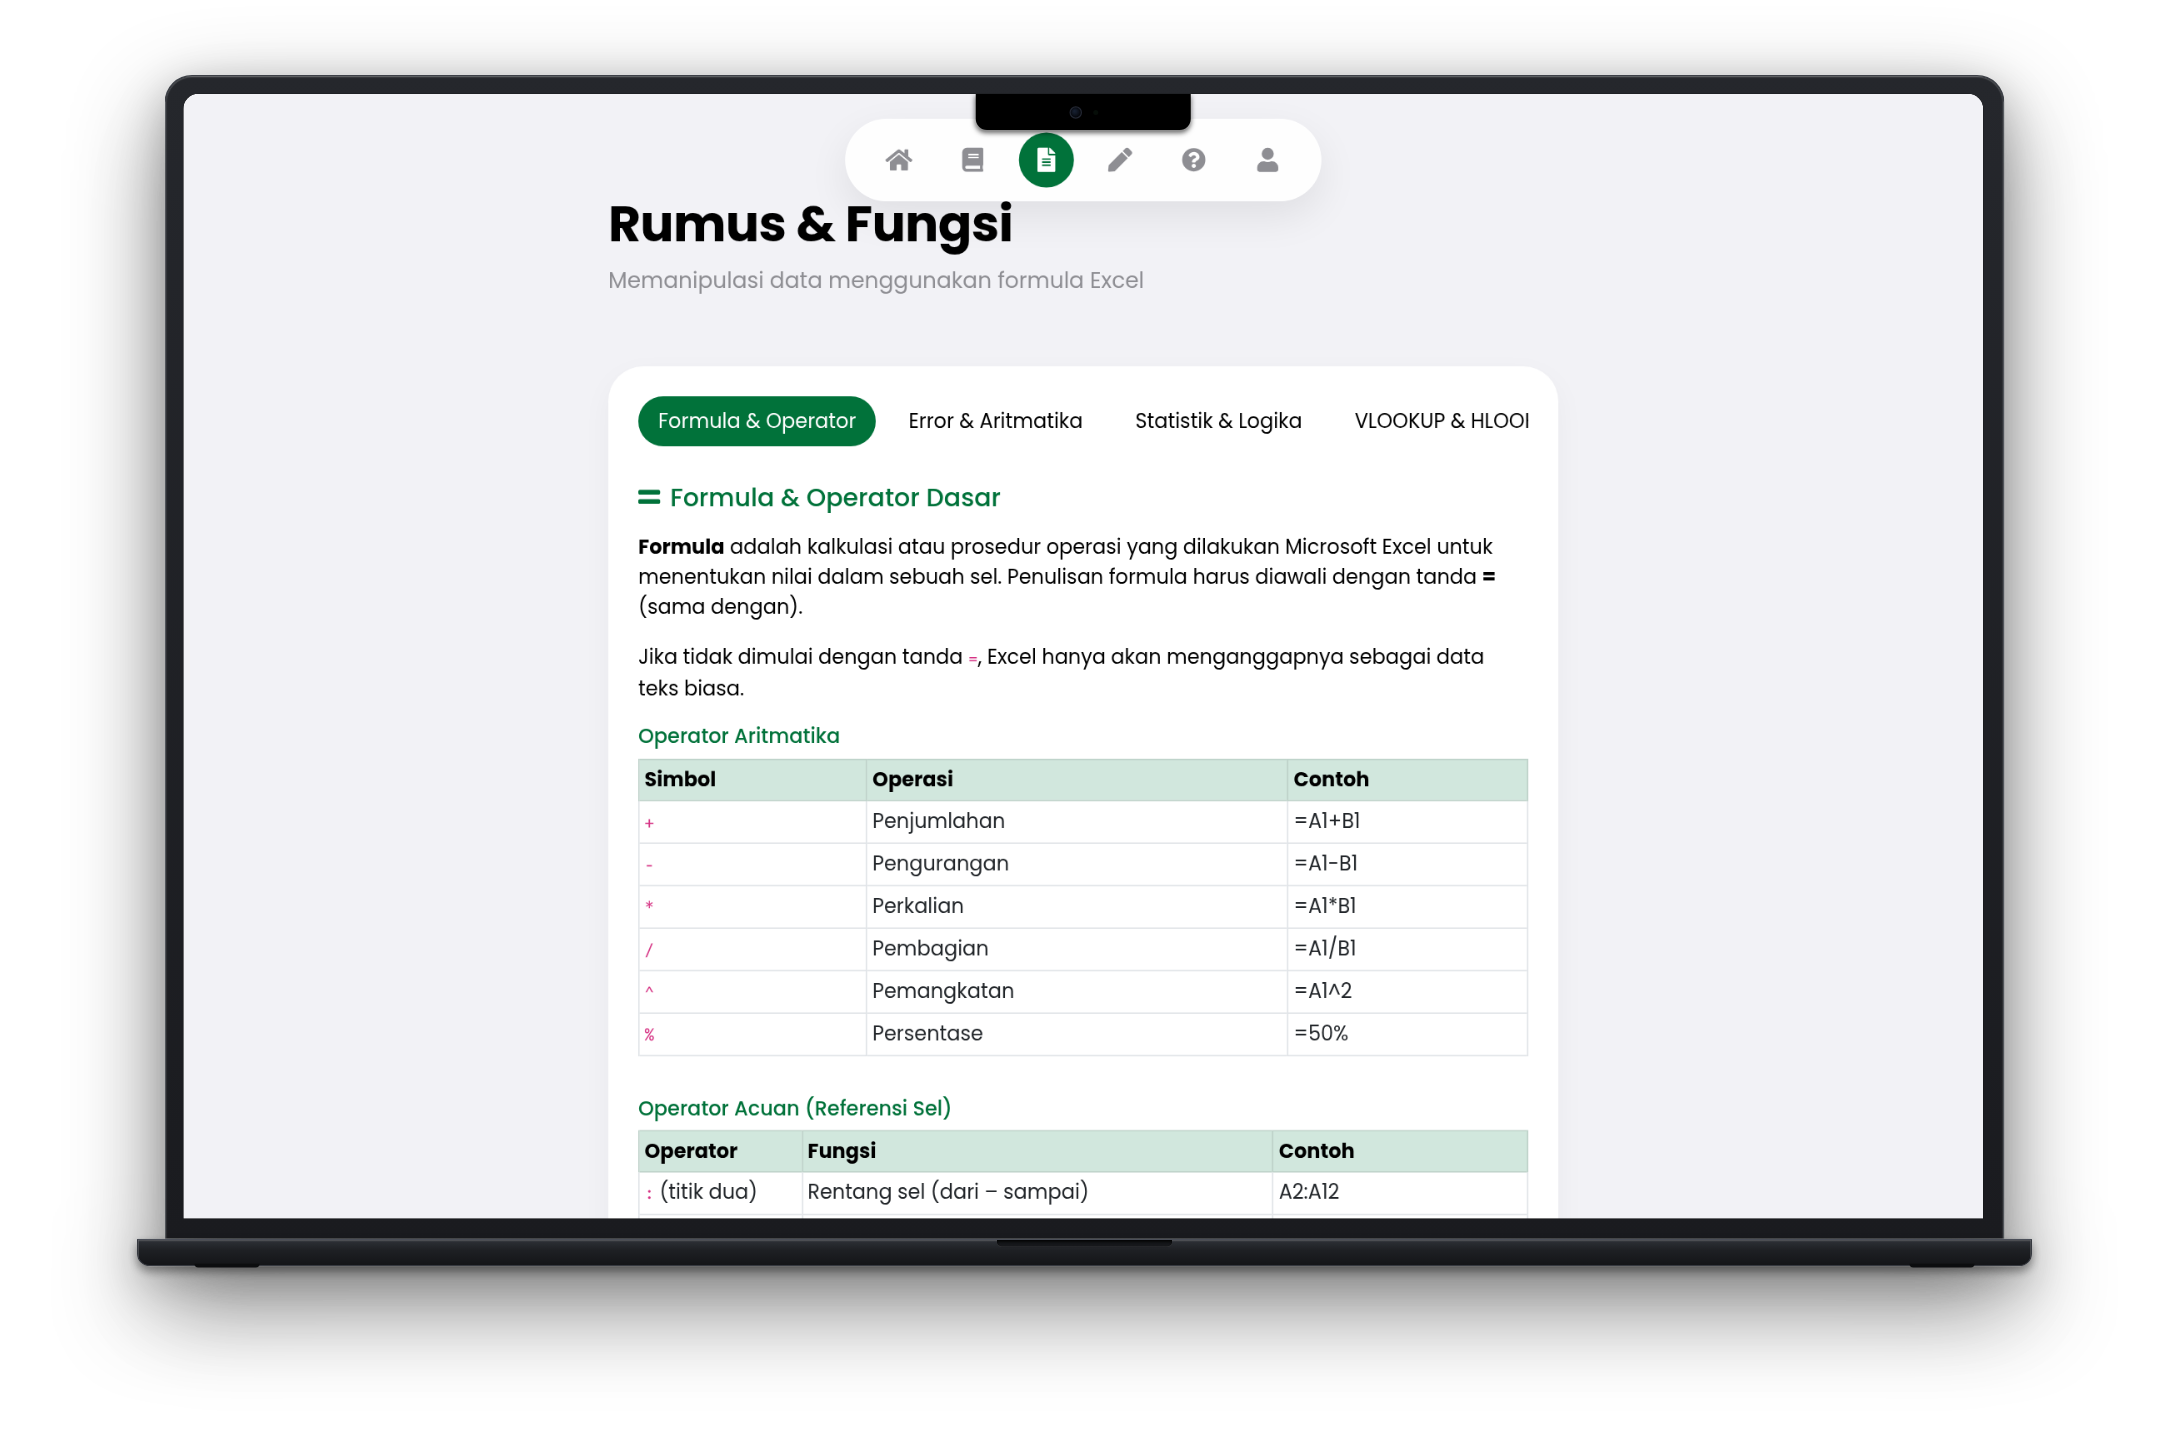 Rumus & Fungsi
Memanipulasi data menggunakan formula Excel
Formula & Operator
Error & Aritmatika
Statistik & Logika
VLOOKUP & HLOO
= Formula & Operator Dasar
Formula adalah kalkulasi atau prosedur operasi yang dilakukan Microsoft Excel untuk
menentukan nilai dalam sebuah sel. Penulisan formula harus diawali dengan tanda =
(sama dengan).
Jika tidak dimulai dengan tanda =, Excel hanya akan menganggapnya sebagai data
teks biasa.
Operator Aritmatika
Simbol Operasi Contoh
+ Penjumlahan =A1+B1
- Pengurangan =A1-B1
* Perkalian =A1*B1
/ Pembagian =A1/B1
^ Pemangkatan =A1^2
% Persentase =50%
Operator Acuan (Referensi Sel)
Operator Fungsi Contoh
: (titik dua) Rentang sel (dari – sampai) A2:A12